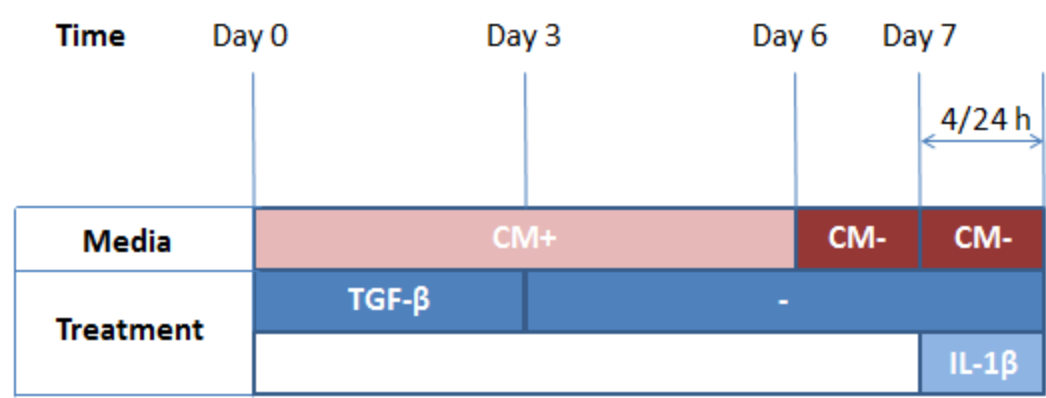 Time Day 0 Day 3 Day 6 Day 7
4/24 h
Media CM+ CM- CM-
TGF-β -
Treatment
IL-1β